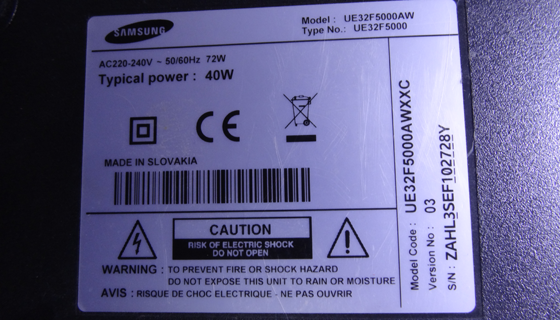 SAMSUNG
Model : UE32F5000AW
Type No.: UE32F5000
AC220-240V ~ 50/60Hz 72W
Typical power : 40W
CE
MADE IN SLOVAKIA
CAUTION
RISK OF ELECTRIC SHOCK
DO NOT OPEN
WARNING : TO PREVENT FIRE OR SHOCK HAZARD
DO NOT EXPOSE THIS UNIT TO RAIN OR MOISTURE
AVIS : RISQUE DE CHOC ELECTRIQUE - NE PAS OUVRIR
Model Code : UE32F5000AWXXC
Version No : 03
S/N : ZAHL3SEF102728Y